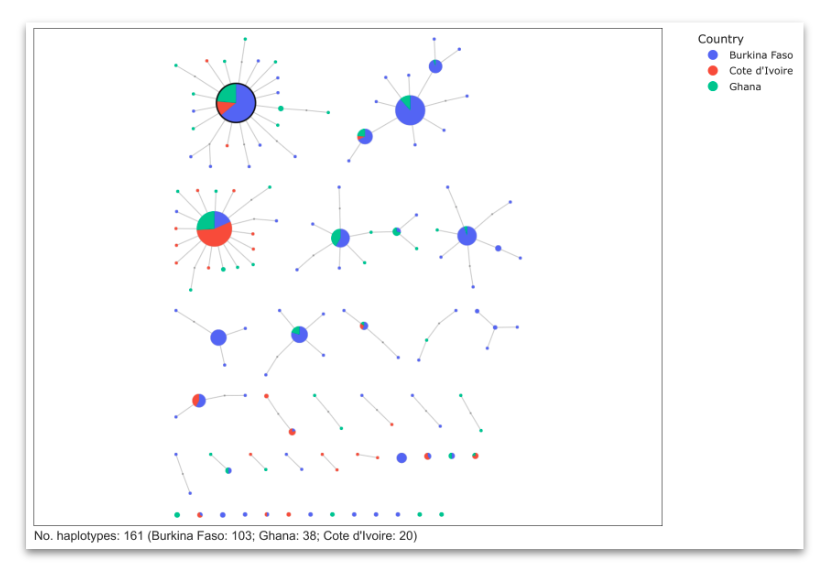 Country
Burkina Faso
Cote d'Ivoire
Ghana
No. haplotypes: 161 (Burkina Faso: 103; Ghana: 38; Cote d'Ivoire: 20)